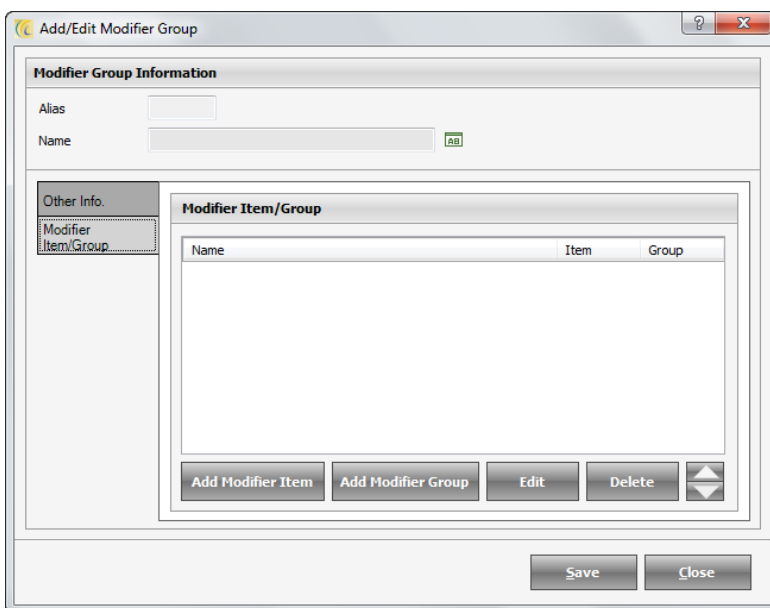 Add/Edit Modifier Group
?
X
Modifier Group Information
Alias
Name
AB
Other Info.
Modifier
Item/Group
Modifier Item/Group
Name Item Group
Add Modifier Item Add Modifier Group Edit Delete
Save Close